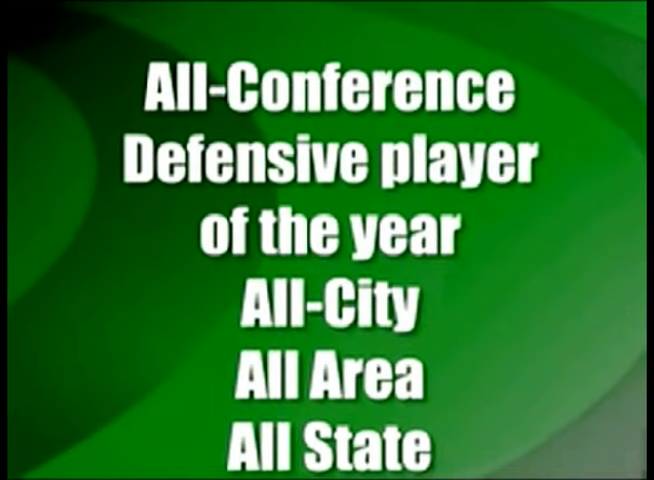 All-Conference
Defensive player
of the year
All-City
All Area
All State